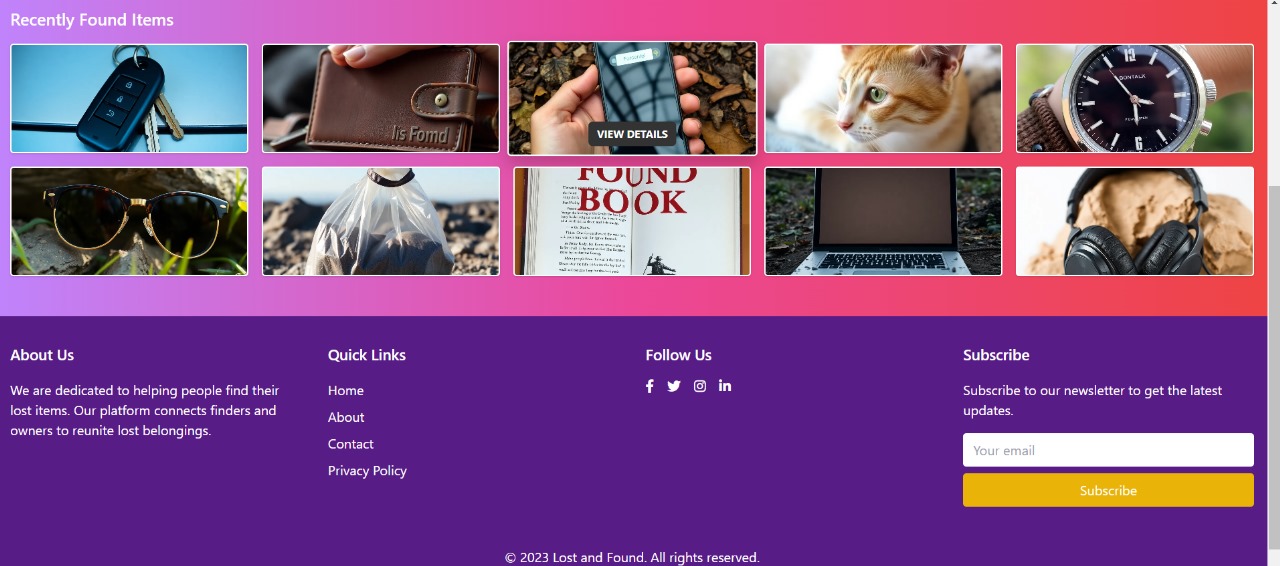 Recently Found Items
lis Fomd
VIEW DETAILS
FOUND
BOOK
About Us
We are dedicated to helping people find their
lost items. Our platform connects finders and
owners to reunite lost belongings.
Quick Links
Home
About
Contact
Privacy Policy
Follow Us
Subscribe
Subscribe to our newsletter to get the latest
updates.
Your email
Subscribe
© 2023 Lost and Found. All rights reserved.